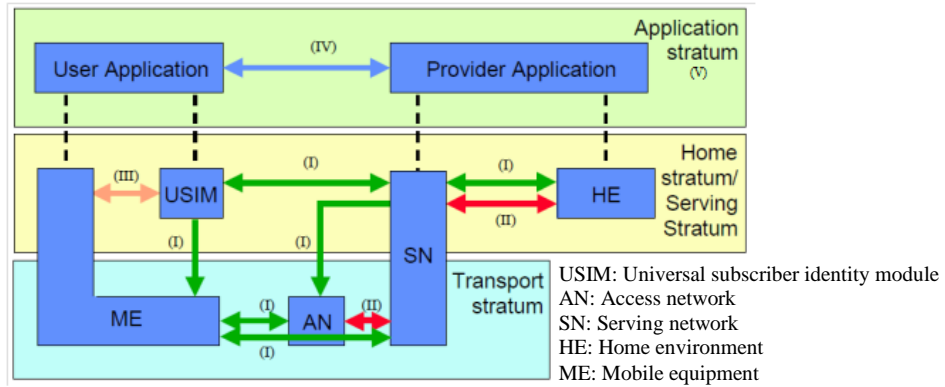 Application
stratum
(V)
(IV)
User Application
Provider Application
Home
stratum/
Serving
Stratum
(III)
(I)
(I)
USIM
HE
(II)
(I)
(I)
SN
Transport
stratum
ME
(I)
AN
(II)
(I)
USIM: Universal subscriber identity module
AN: Access network
SN: Serving network
HE: Home environment
ME: Mobile equipment